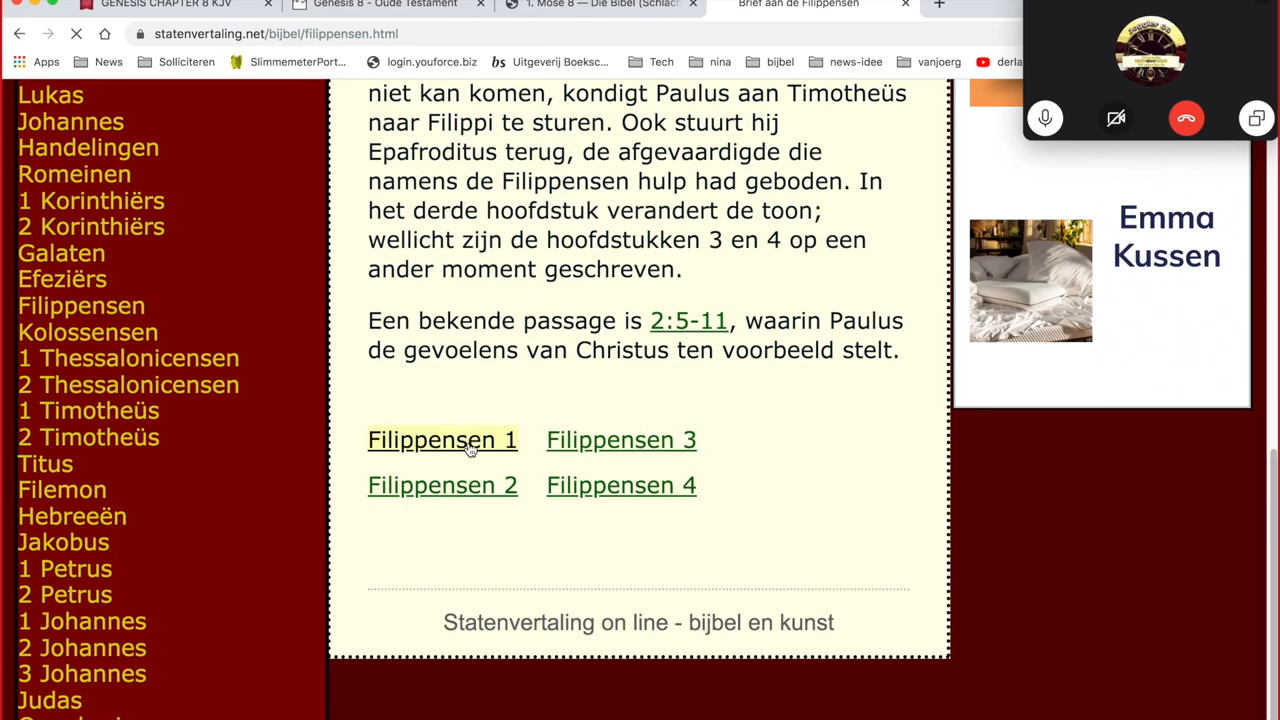 GENESIS CHAPTER 8 KJV
Genesis 8 - Oude Testament
1. Mose 8 — Die Bibel (Schlach
Brief aan de Filippensen
statenvertaling.net/bijbel/filippensen.html
Apps
News
Solliciteren
SlimmemeterPort...
login.youforce.biz
bs Uitgeverij Boeksc...
Tech
nina
bijbel
news-idee
vanjoerg
derla
Lukas
Johannes
Handelingen
Romeinen
1 Korinthiërs
2 Korinthiërs
Galaten
Efeziërs
Filippensen
Kolossensen
1 Thessalonicensen
2 Thessalonicensen
1 Timotheüs
2 Timotheüs
Titus
Filemon
Hebreeën
Jakobus
1 Petrus
2 Petrus
1 Johannes
2 Johannes
3 Johannes
Judas
niet kan komen, kondigt Paulus aan Timotheüs
naar Filippi te sturen. Ook stuurt hij
Epafroditus terug, de afgevaardigde die
namens de Filippensen hulp had geboden. In
het derde hoofdstuk verandert de toon;
wellicht zijn de hoofdstukken 3 en 4 op een
ander moment geschreven.
Een bekende passage is 2:5-11, waarin Paulus
de gevoelens van Christus ten voorbeeld stelt.
Filippensen 1 Filippensen 3
Filippensen 2 Filippensen 4
Statenvertaling on line - bijbel en kunst
Emma
Kussen